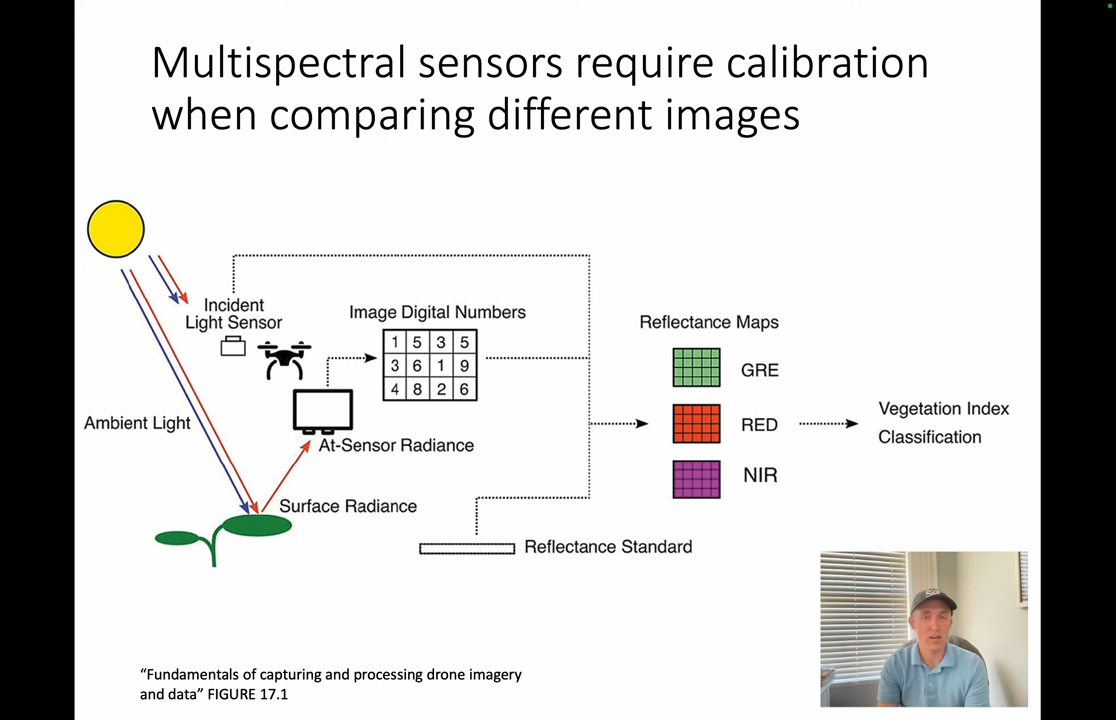 Multispectral sensors require calibration
when comparing different images
Incident
Light Sensor
Image Digital Numbers
1 5 3 5
3 6 1 9
4 8 2 6
Reflectance Maps
GRE
RED
NIR
Vegetation Index
Classification
Ambient Light
At-Sensor Radiance
Surface Radiance
Reflectance Standard
“Fundamentals of capturing and processing drone imagery
and data” FIGURE 17.1